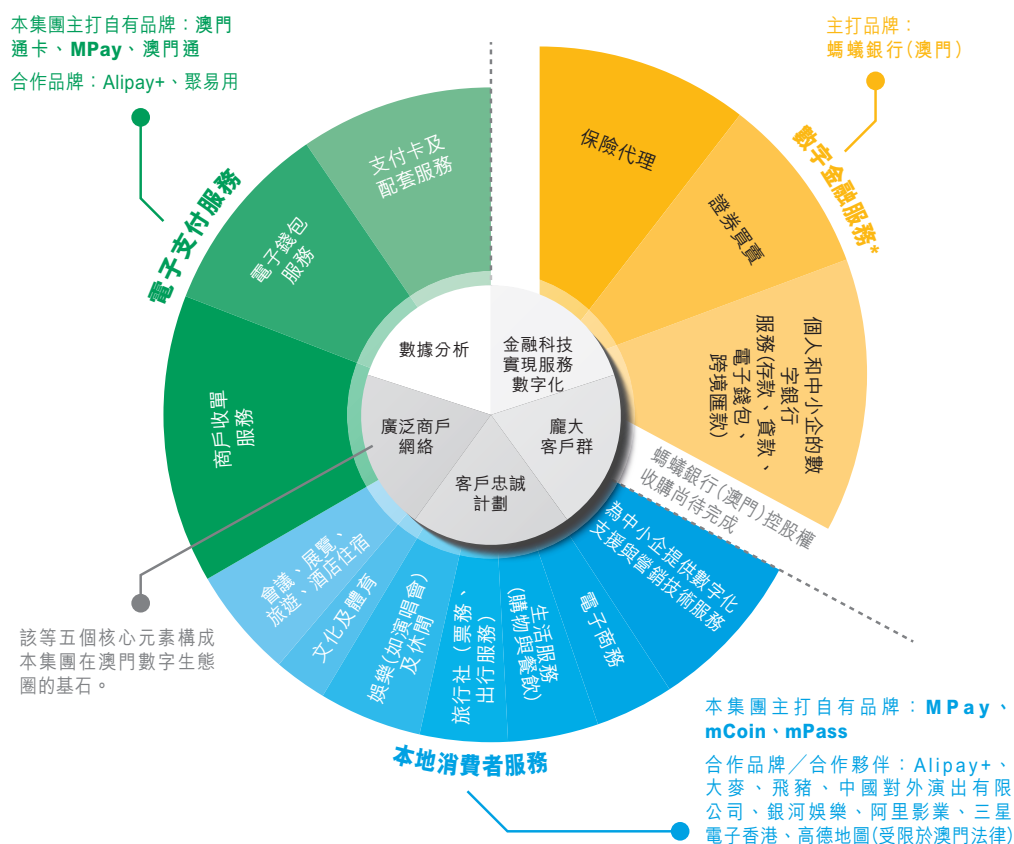 本集團主打自有品牌：澳門
通卡、MPay、澳門通
合作品牌：Alipay+、聚易用
主打品牌：
螞蟻銀行(澳門)
電子支付服務
數字金融服務*
支付卡及
配套服務
電子錢包
服務
商戶收單
服務
保險代理
證券買賣
個人和中小企的數
字銀行
服務(存款、貸款、
電子錢包、
跨境匯款)
數據分析
金融科技
實現服務
數字化
廣泛商戶
網絡
龐大
客戶群
客戶忠誠
計劃
螞蟻銀行(澳門)控股權
收購尚待完成
會議、展覽、
旅遊、酒店住宿
文化及體育
娛樂(如演唱會)
及休閒
旅行社（票務、
出行服務)
生活服務
(購物與餐飲)
電子商務
為中小企提供數字化
支援與營銷技術服務
該等五個核心元素構成
本集團在澳門數字生態
圈的基石。
本地消費者服務
本集團主打自有品牌：MPay、
mCoin、mPass
合作品牌／合作夥伴：Alipay+、
大麥、飛豬、中國對外演出有限
公司、銀河娛樂、阿里影業、三星
電子香港、高德地圖(受限於澳門法律)